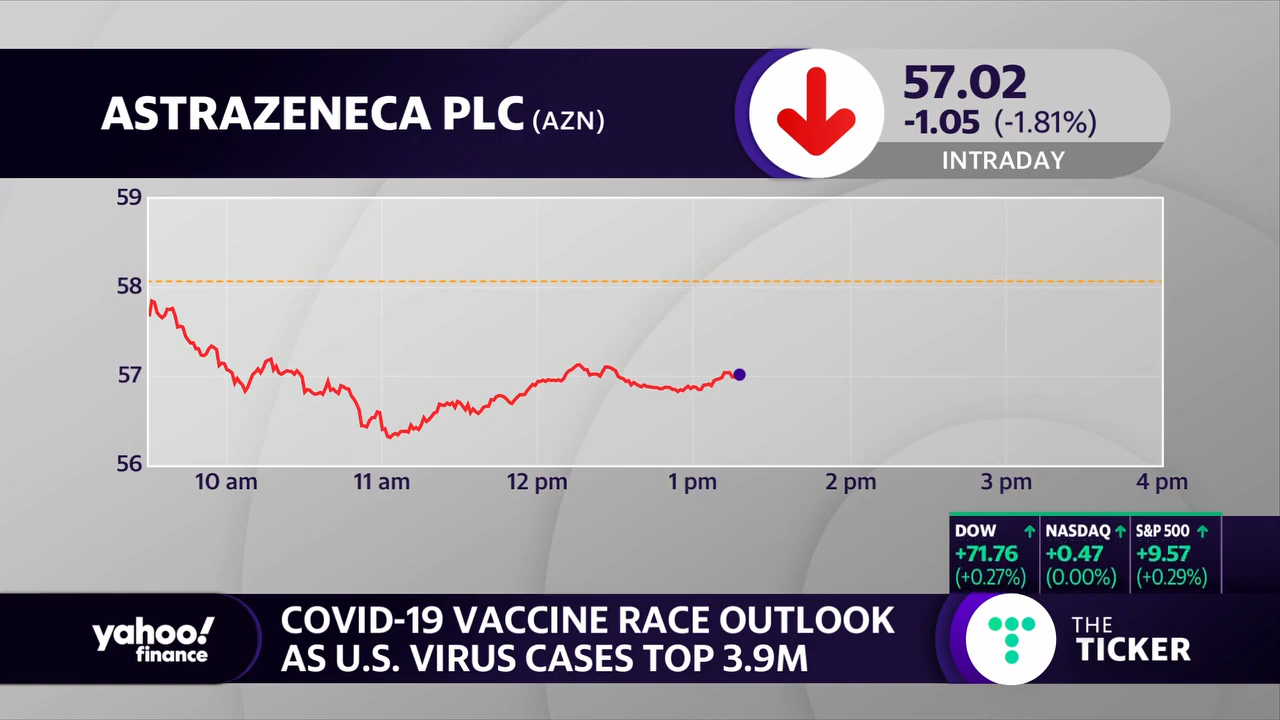 ASTRAZENECA PLC (AZN)
57.02
-1.05 (-1.81%)
INTRADAY
59
58
57
56
10 am 11 am 12 pm 1 pm 2 pm 3 pm 4 pm
DOW NASDAQ S&P 500
+71.76 +0.47 +9.57
(+0.27%) (0.00%) (+0.29%)
yahoo!
finance
COVID-19 VACCINE RACE OUTLOOK
AS U.S. VIRUS CASES TOP 3.9M
THE
TICKER